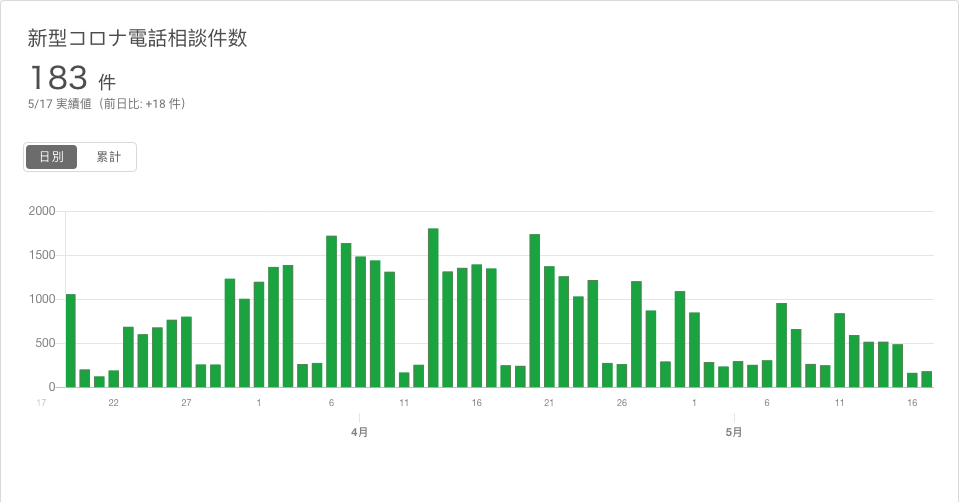 新型コロナ電話相談件数
183 件
5/17 実績値（前日比: +18 件）
日別 累計
2000
1500
1000
500
0
17 22 27 1 6 11 16 21 26 1 6 11 16
4月 5月